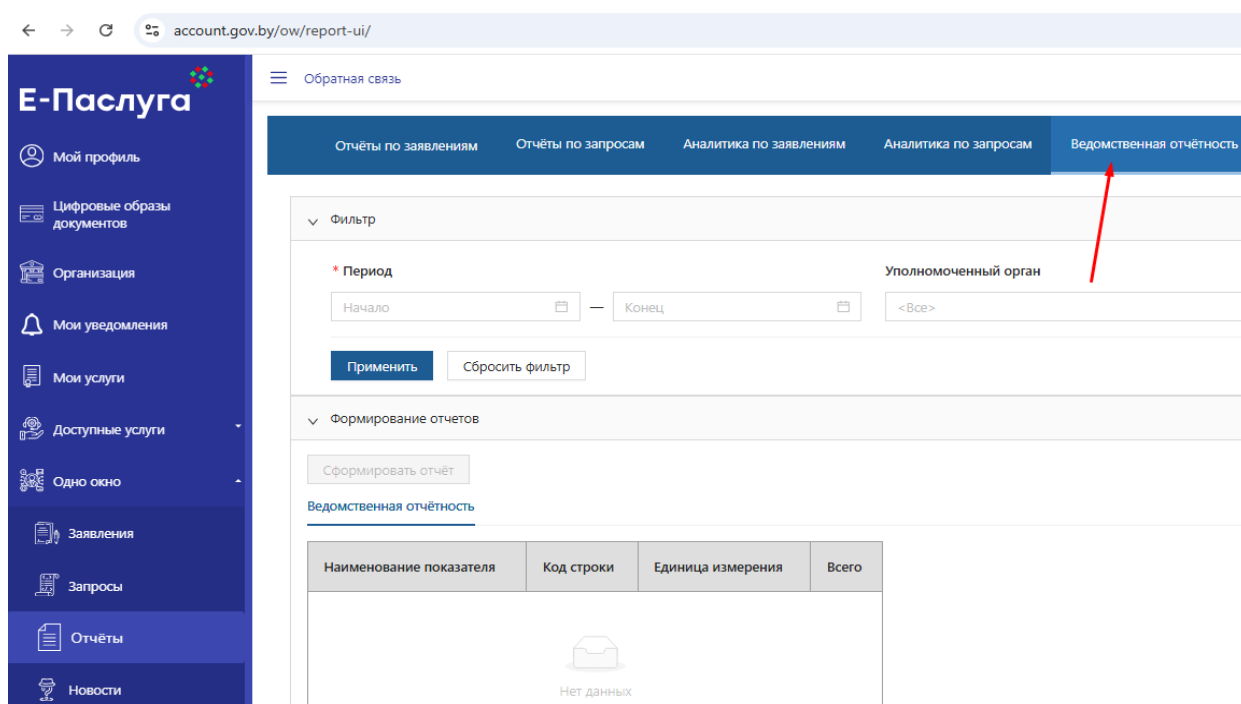 account.gov.by/ow/report-ui/
Е-Паслуга
Обратная связь
Мой профиль
Цифровые образы
документов
Организация
Мои уведомления
Мои услуги
Доступные услуги
Одно окно
Заявления
Запросы
Отчёты
Новости
Отчёты по заявлениям
Отчёты по запросам
Аналитика по заявлениям
Аналитика по запросам
Ведомственная отчётность
Фильтр
* Период
Уполномоченный орган
Начало — Конец
<Все>
Применить
Сбросить фильтр
Формирование отчетов
Сформировать отчёт
Ведомственная отчётность
Наименование показателя
Код строки
Единица измерения
Всего
Нет данных